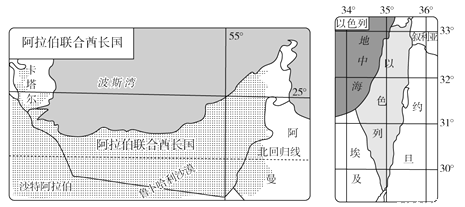 阿拉伯联合酋长国
55°
卡塔尔
波斯湾
25°
阿曼
阿拉伯联合酋长国
北回归线
沙特阿拉伯
鲁卜哈利沙漠
34°
35°
36°
以色列
叙利亚
33°
地中海
以色列
32°
约旦
31°
埃及
30°